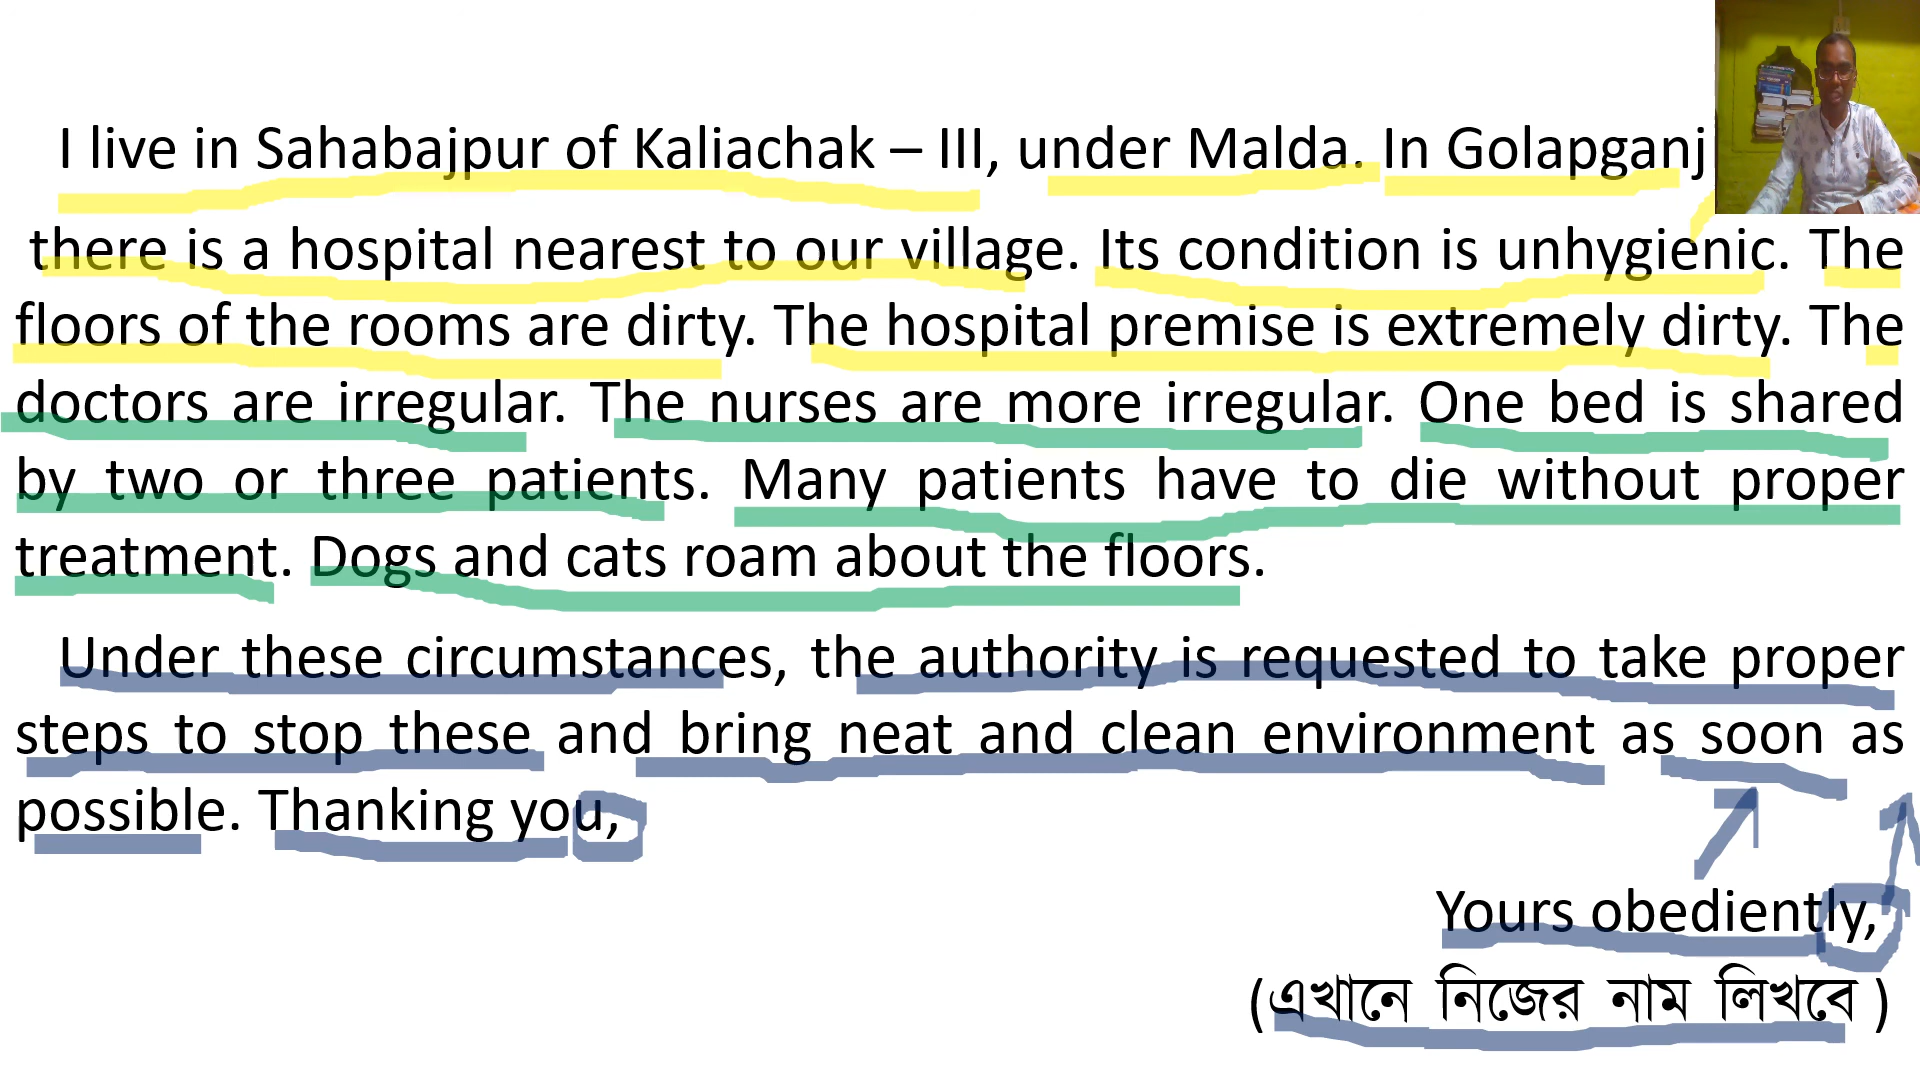 I live in Sahabajpur of Kaliachak – III, under Malda. In Golapganj
there is a hospital nearest to our village. Its condition is unhygienic. The
floors of the rooms are dirty. The hospital premise is extremely dirty. The
doctors are irregular. The nurses are more irregular. One bed is shared
by two or three patients. Many patients have to die without proper
treatment. Dogs and cats roam about the floors.
Under these circumstances, the authority is requested to take proper
steps to stop these and bring neat and clean environment as soon as
possible. Thanking you,
Yours obediently,
(এখানে নিজের নাম লিখবে )